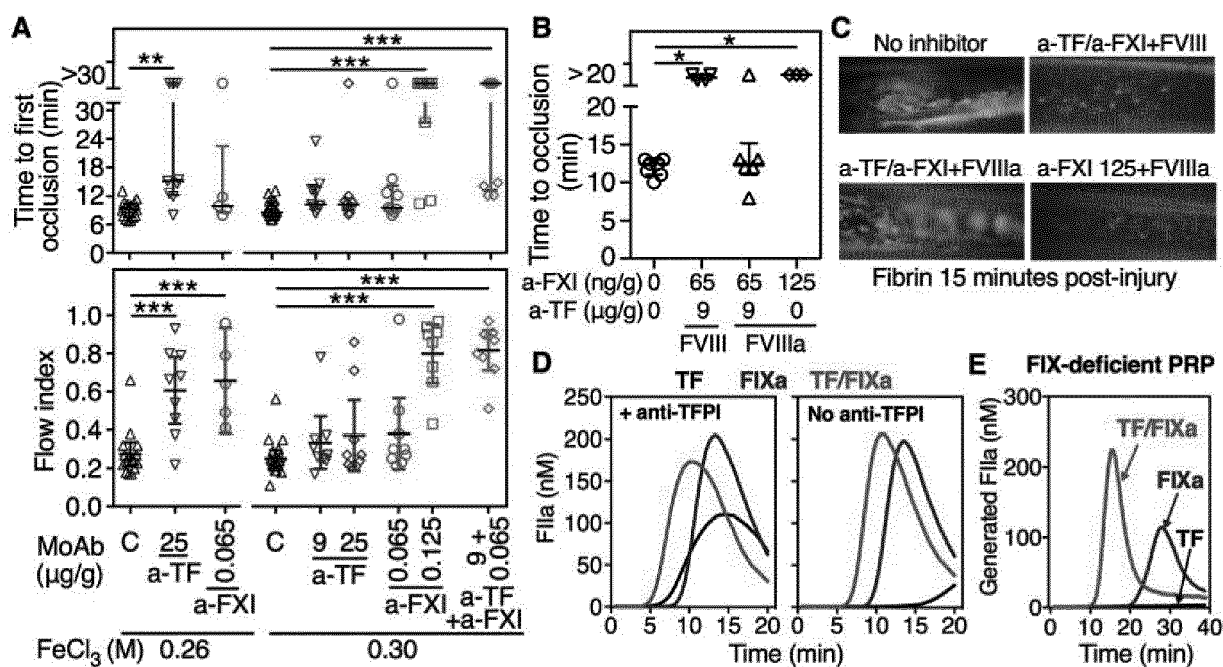 A
Time to first
occlusion (min)
>30
30
24
18
12
6
0
**
***
***
Flow index
1.0
0.8
0.6
0.4
0.2
0.0
***
***
***
***
MoAb
(µg/g)
C
25
a-TF
0.065
a-FXI
C
9
25
a-TF
0.065
0.125
a-FXI
9 +
0.065
a-TF
+a-FXI
FeCl3 (M)
0.26
0.30
B
Time to occlusion
(min)
>20
20
15
10
5
0
*
*
a-FXI (ng/g)
0
65
65
125
a-TF (µg/g)
0
9
9
0
FVIII
FVIIIa
C
No inhibitor
a-TF/a-FXI+FVIII
a-TF/a-FXI+FVIIIa
a-FXI 125+FVIIIa
Fibrin 15 minutes post-injury
D
TF
FIXa
TF/FIXa
FIIa (nM)
250
200
150
100
50
0
+ anti-TFPI
No anti-TFPI
0
5
10
15
20
0
5
10
15
20
Time (min)
E
FIX-deficient PRP
Generated FIIa (nM)
300
200
100
0
TF/FIXa
FIXa
TF
0
10
20
30
40
Time (min)